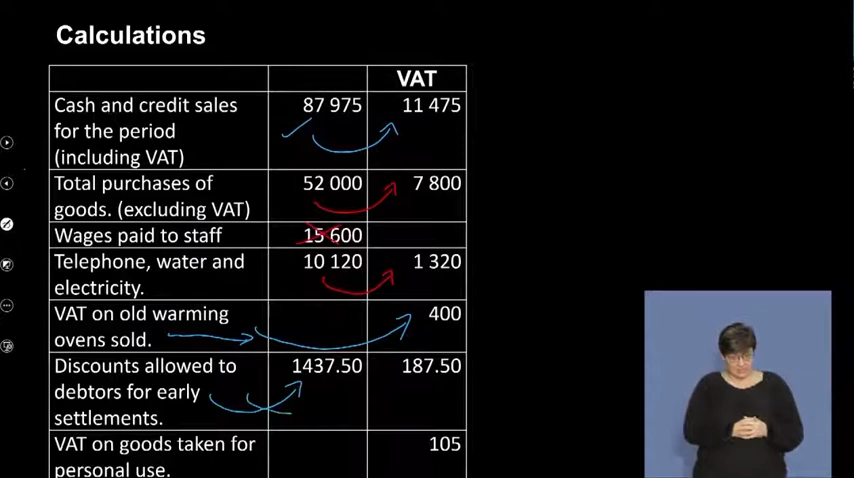 Calculations
VAT
Cash and credit sales 87 975 11 475
for the period
(including VAT)
Total purchases of 52 000 7 800
goods. (excluding VAT)
Wages paid to staff 15 600
Telephone, water and 10 120 1 320
electricity.
VAT on old warming 400
ovens sold.
Discounts allowed to 1437.50 187.50
debtors for early
settlements.
VAT on goods taken for 105
personal use.